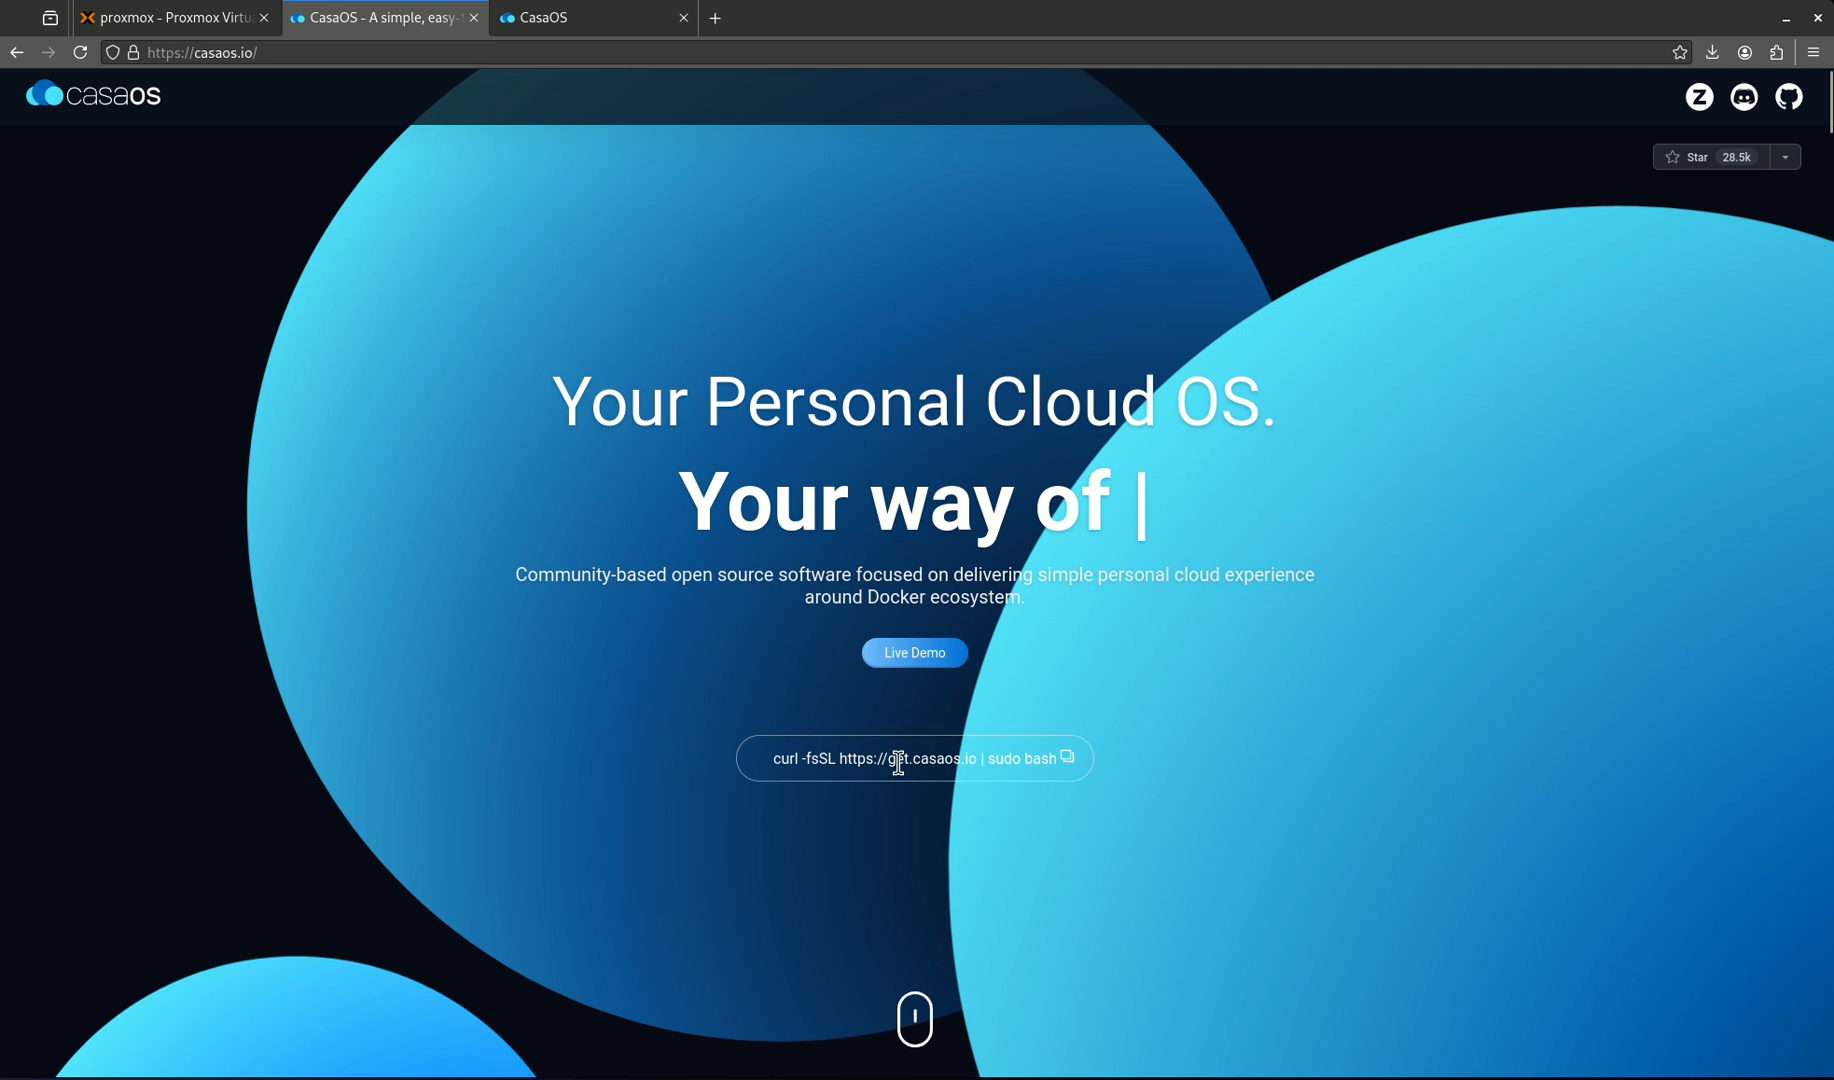 proxmox - Proxmox Virtu
CasaOS - A simple, easy-
CasaOS
https://casaos.io/
casaOS
Z
Star 28.5k
Your Personal Cloud OS.
Your way of |
Community-based open source software focused on delivering simple personal cloud experience
around Docker ecosystem.
Live Demo
curl -fsSL https://get.casaos.io | sudo bash